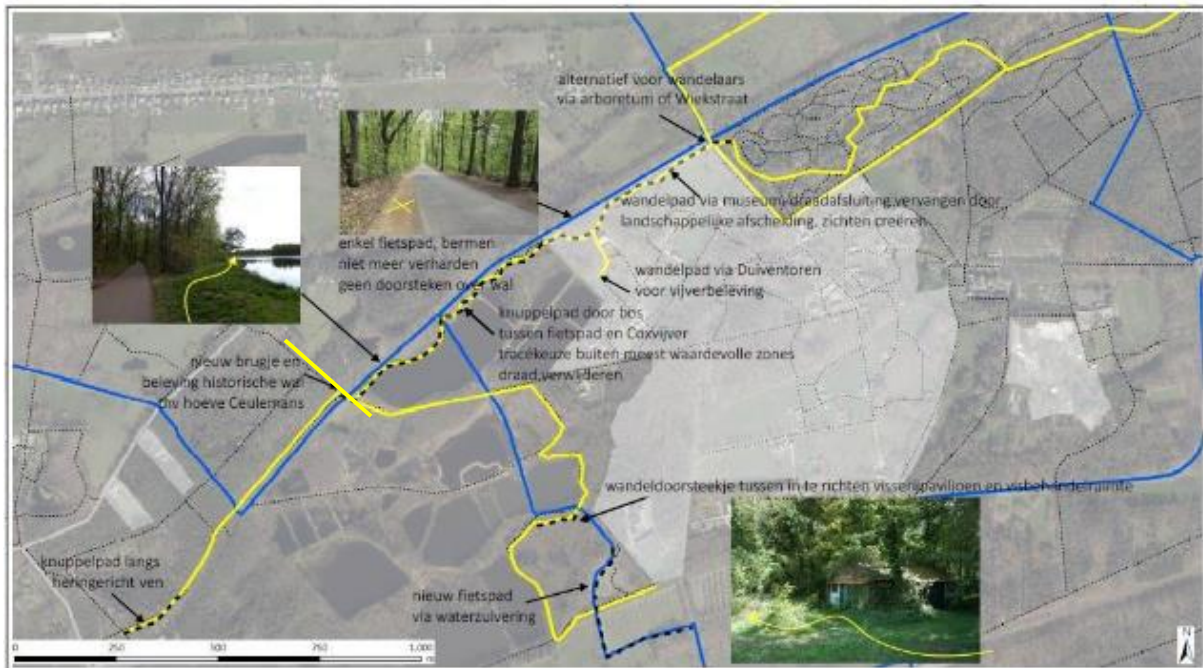 alternatief voor wandelaars
via arboretum of Wiekstraat
wandelpad via museum, draadafsluiting vervangen door
landschappelijke afscheiding, zichten creëren
enkel fietspad, bermen
niet meer verharden
geen doorsteken over wal
wandelpad via Duiventoren
voor vijverbeleving
knuppelpad door bos
tussen fietspad en Coxvijver
tracékeuze buiten meest waardevolle zones
draad verwijderen
nieuw brugje en
beleving historische wal
thv hoeve Ceulemans
wandeldoorsteekje tussen in te richten visserijpaviljoen en visbehandelruimte
knuppelpad langs
heringericht ven
nieuw fietspad
via waterzuivering
0 250 500 750 1.000
m
N